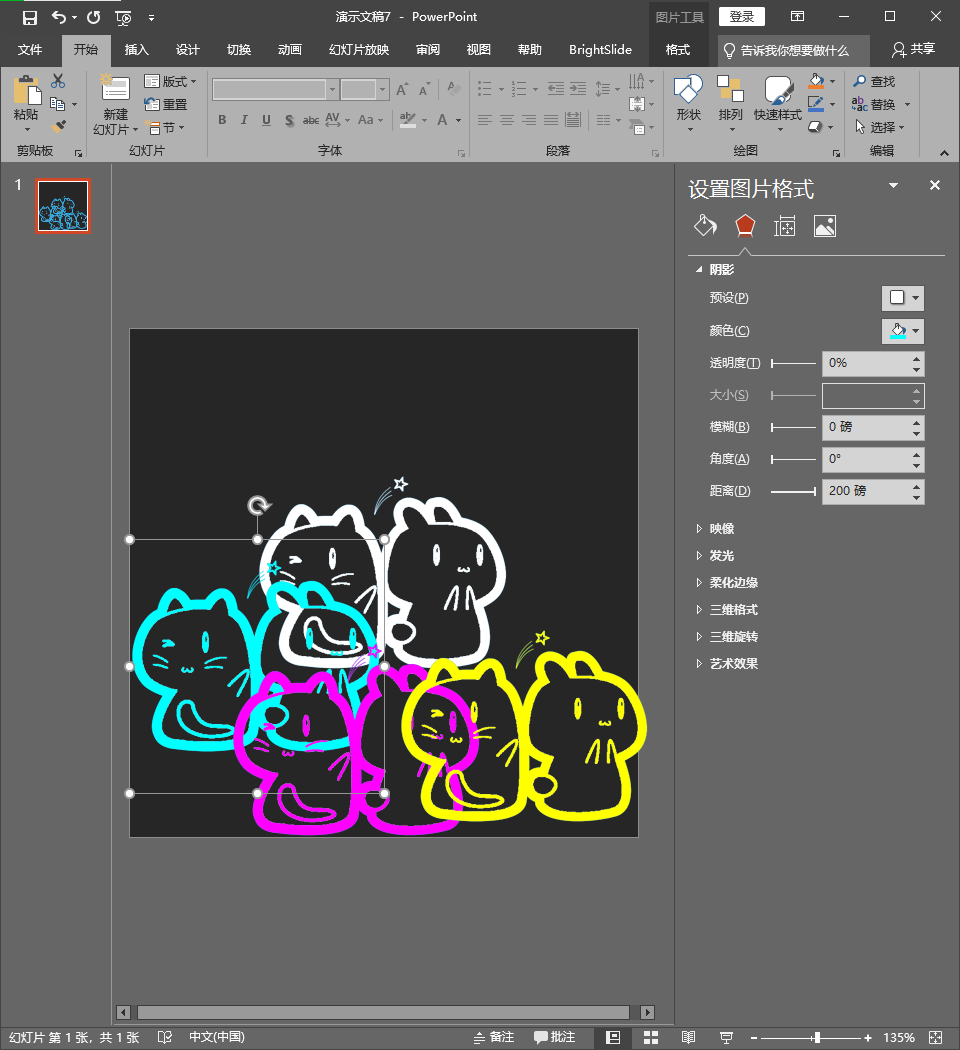 演示文稿7 - PowerPoint
图片工具
登录
文件 开始 插入 设计 切换 动画 幻灯片放映 审阅 视图 帮助 BrightSlide 格式 告诉我你想要做什么 共享
粘贴
剪贴板
新建
幻灯片
版式
重置
节
幻灯片
B I U S abc AV Aa A
字体
段落
形状 排列 快速样式
绘图
查找
替换
选择
编辑
1
设置图片格式
阴影
预设(P)
颜色(C)
透明度(T) 0%
大小(S)
模糊(B) 0 磅
角度(A) 0°
距离(D) 200 磅
映像
发光
柔化边缘
三维格式
三维旋转
艺术效果
幻灯片 第 1 张，共 1 张 中文(中国) 备注 批注 135%